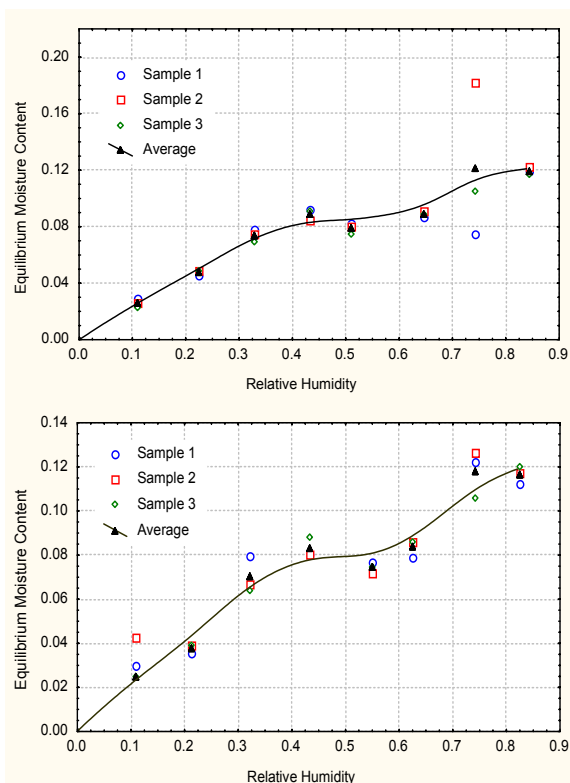 0.20
0.16
0.12
0.08
0.04
0.00
Equilibrium Moisture Content
Sample 1
Sample 2
Sample 3
Average
0.0 0.1 0.2 0.3 0.4 0.5 0.6 0.7 0.8 0.9
Relative Humidity
0.14
0.12
0.10
0.08
0.06
0.04
0.02
0.00
Equilibrium Moisture Content
Sample 1
Sample 2
Sample 3
Average
0.0 0.1 0.2 0.3 0.4 0.5 0.6 0.7 0.8 0.9
Relative Humidity